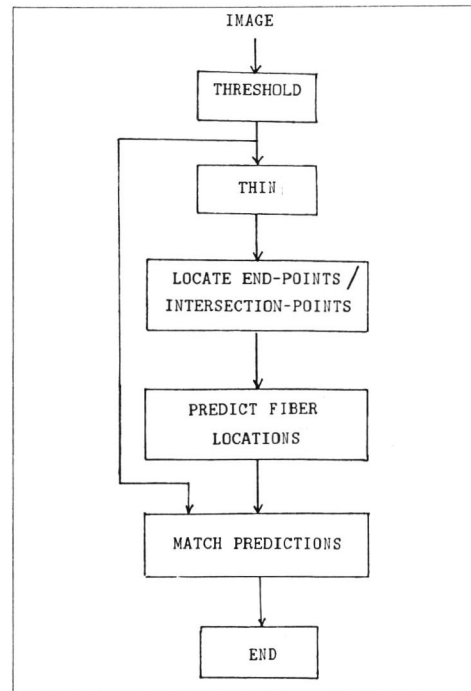 IMAGE
THRESHOLD
THIN
LOCATE END-POINTS /
INTERSECTION-POINTS
PREDICT FIBER
LOCATIONS
MATCH PREDICTIONS
END